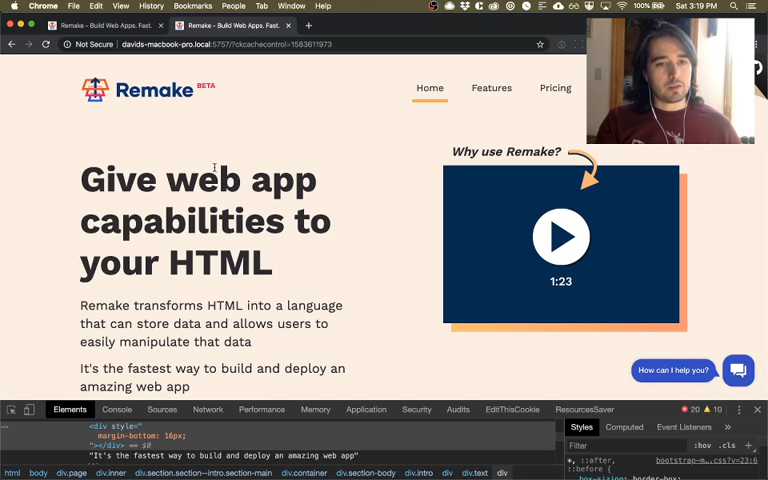 Chrome File Edit View History Bookmarks People Tab Window Help 100% Sat 3:19 PM
Remake - Build Web Apps. Fast. Remake - Build Web Apps. Fast.
Not Secure davids-macbook-pro.local:5757/?ckcachecontrol=1583611973
Remake BETA
Home Features Pricing
Why use Remake?
Give web app
capabilities to
your HTML
1:23
Remake transforms HTML into a language
that can store data and allows users to
easily manipulate that data
It's the fastest way to build and deploy an
amazing web app
How can I help you?
Elements Console Sources Network Performance Memory Application Security Audits EditThisCookie ResourcesSaver 20 10
<div style="
margin-bottom: 16px;
"></div> == $0
"It's the fastest way to build and deploy an amazing web app"
html body div.page div.inner div.section.section--intro.section-main div.container div.section-body div.intro div.text div
Styles Computed Event Listeners
Filter :hov .cls
*, ::after, bootstrap-m….css?v=23:6
::before {
box-sizing: border-box;